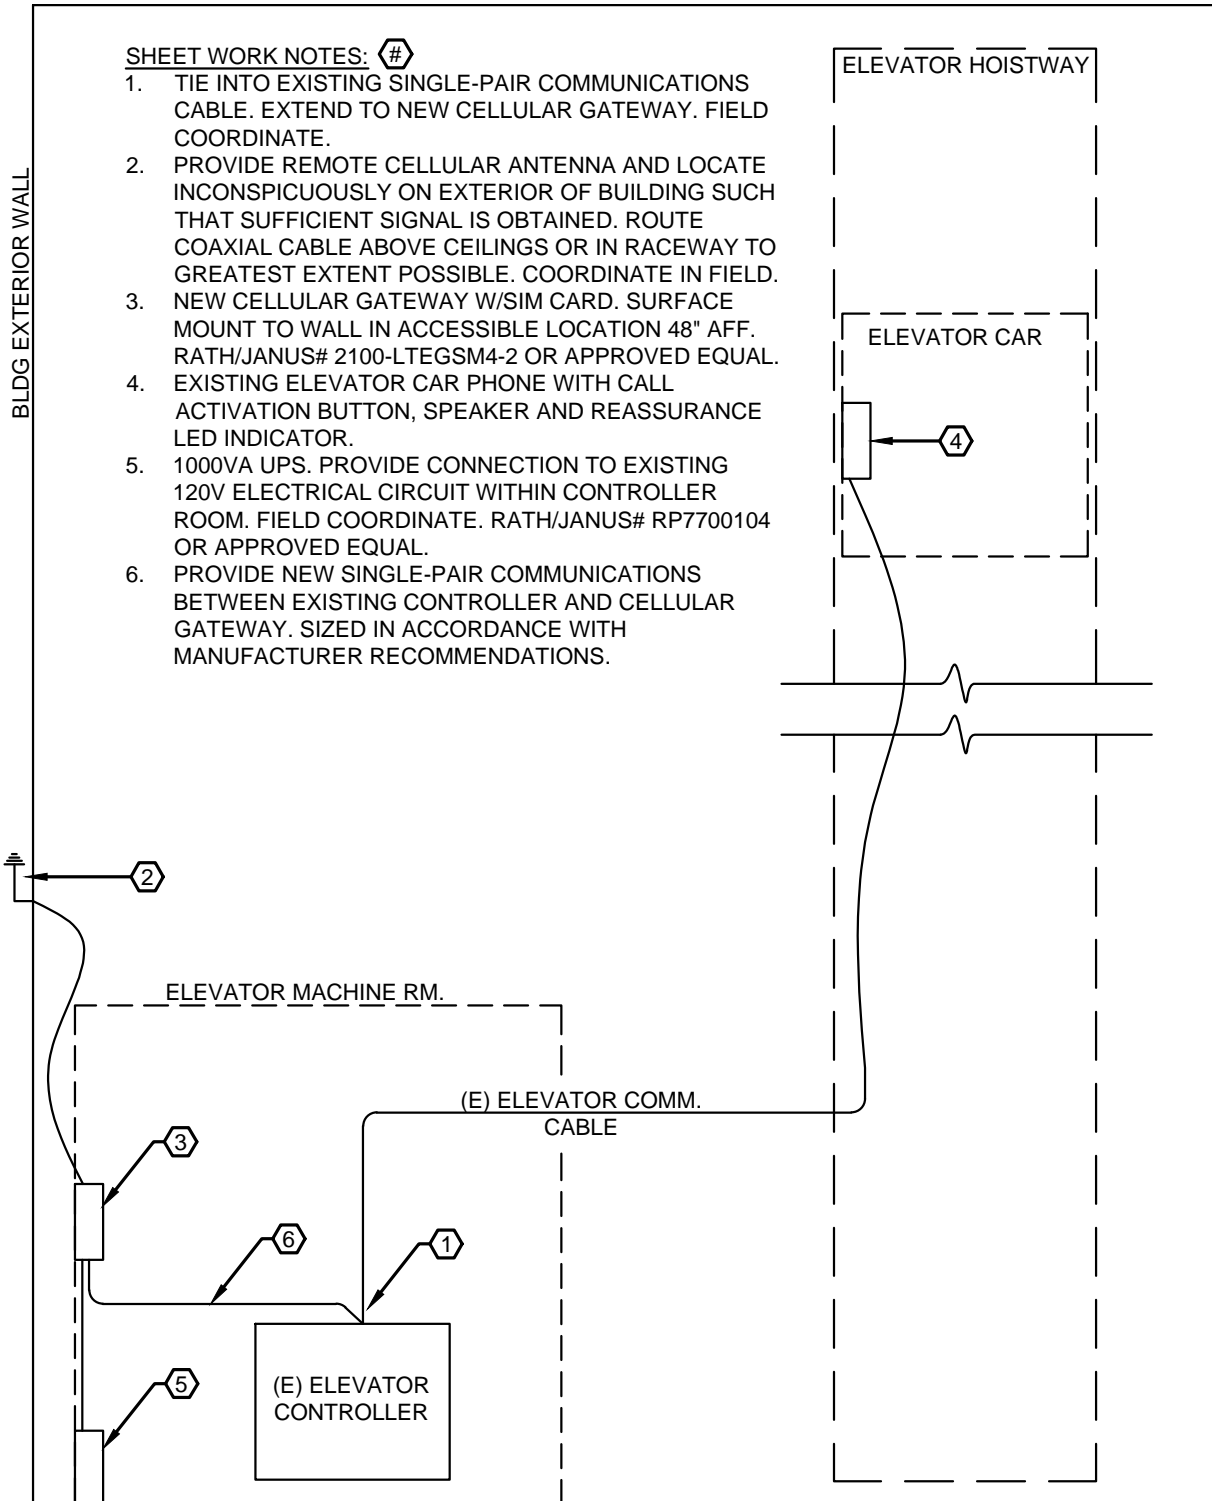 SHEET WORK NOTES: #
1. TIE INTO EXISTING SINGLE-PAIR COMMUNICATIONS
CABLE. EXTEND TO NEW CELLULAR GATEWAY. FIELD
COORDINATE.
2. PROVIDE REMOTE CELLULAR ANTENNA AND LOCATE
INCONSPICUOUSLY ON EXTERIOR OF BUILDING SUCH
THAT SUFFICIENT SIGNAL IS OBTAINED. ROUTE
COAXIAL CABLE ABOVE CEILINGS OR IN RACEWAY TO
GREATEST EXTENT POSSIBLE. COORDINATE IN FIELD.
3. NEW CELLULAR GATEWAY W/SIM CARD. SURFACE
MOUNT TO WALL IN ACCESSIBLE LOCATION 48" AFF.
RATH/JANUS# 2100-LTEGSM4-2 OR APPROVED EQUAL.
4. EXISTING ELEVATOR CAR PHONE WITH CALL
ACTIVATION BUTTON, SPEAKER AND REASSURANCE
LED INDICATOR.
5. 1000VA UPS. PROVIDE CONNECTION TO EXISTING
120V ELECTRICAL CIRCUIT WITHIN CONTROLLER
ROOM. FIELD COORDINATE. RATH/JANUS# RP7700104
OR APPROVED EQUAL.
6. PROVIDE NEW SINGLE-PAIR COMMUNICATIONS
BETWEEN EXISTING CONTROLLER AND CELLULAR
GATEWAY. SIZED IN ACCORDANCE WITH
MANUFACTURER RECOMMENDATIONS.
BLDG EXTERIOR WALL
ELEVATOR HOISTWAY
ELEVATOR CAR
4
2
ELEVATOR MACHINE RM.
(E) ELEVATOR COMM.
CABLE
3
6
1
5
(E) ELEVATOR
CONTROLLER